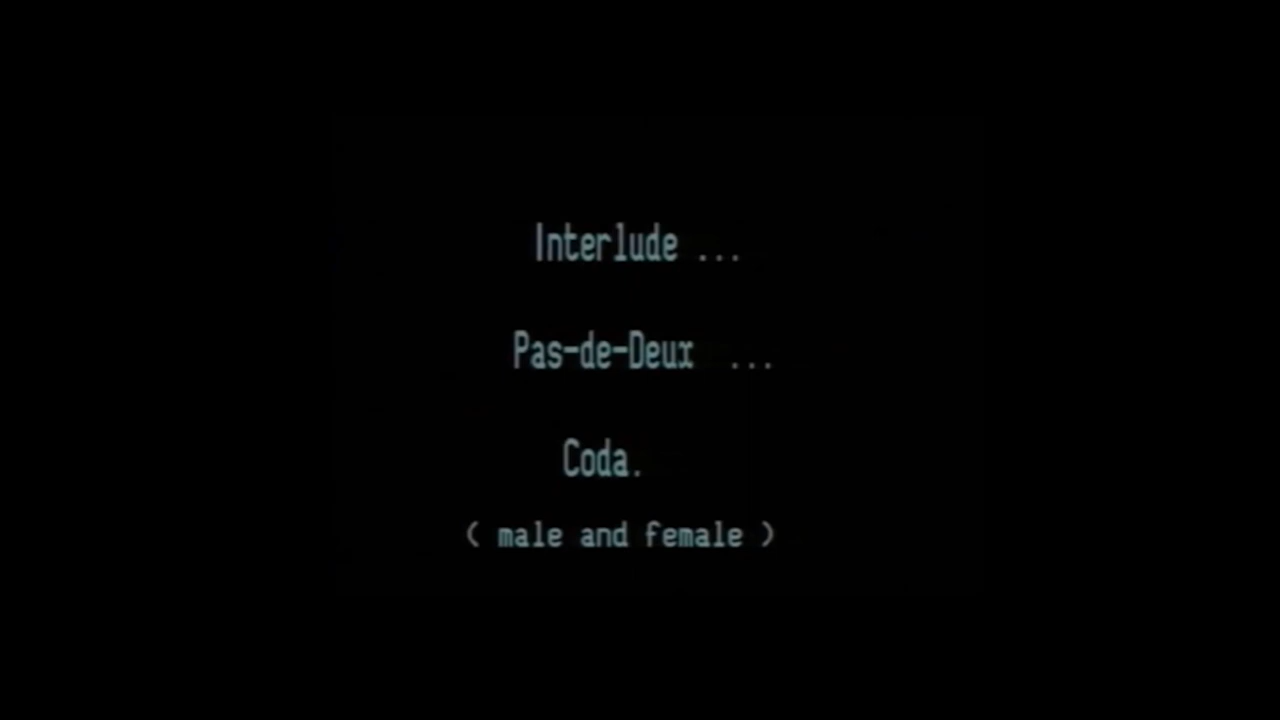 Interlude ...
Pas-de-Deux ...
Coda.
( male and female )